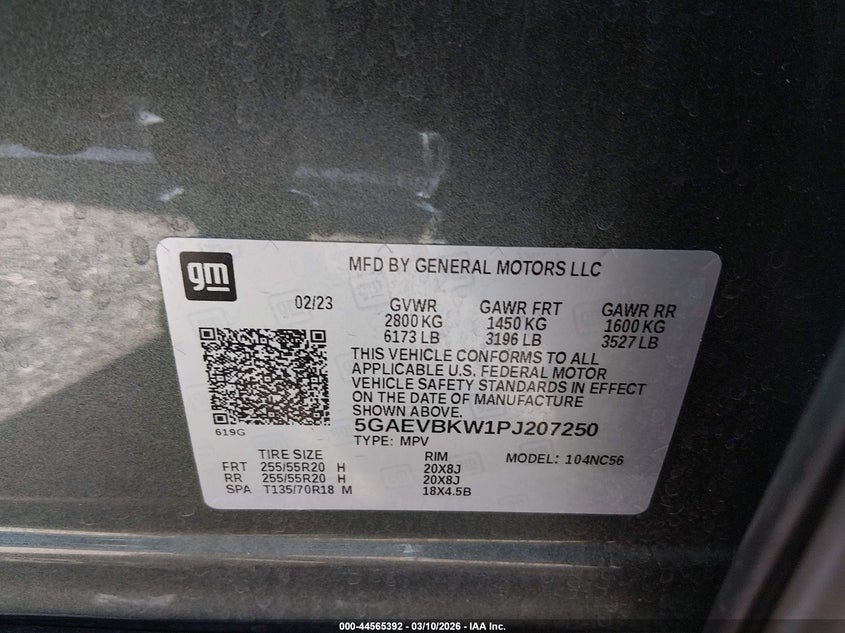 gm
MFD BY GENERAL MOTORS LLC
02/23
GVWR GAWR FRT GAWR RR
2800 KG 1450 KG 1600 KG
6173 LB 3196 LB 3527 LB
THIS VEHICLE CONFORMS TO ALL
APPLICABLE U.S. FEDERAL MOTOR
VEHICLE SAFETY STANDARDS IN EFFECT
ON THE DATE OF MANUFACTURE
SHOWN ABOVE.
619G
5GAEVBKW1PJ207250
TYPE: MPV
TIRE SIZE RIM MODEL: 104NC56
FRT 255/55R20 H 20X8J
RR 255/55R20 H 20X8J
SPA T135/70R18 M 18X4.5B
000-44565392 — 03/10/2026 — IAA Inc.